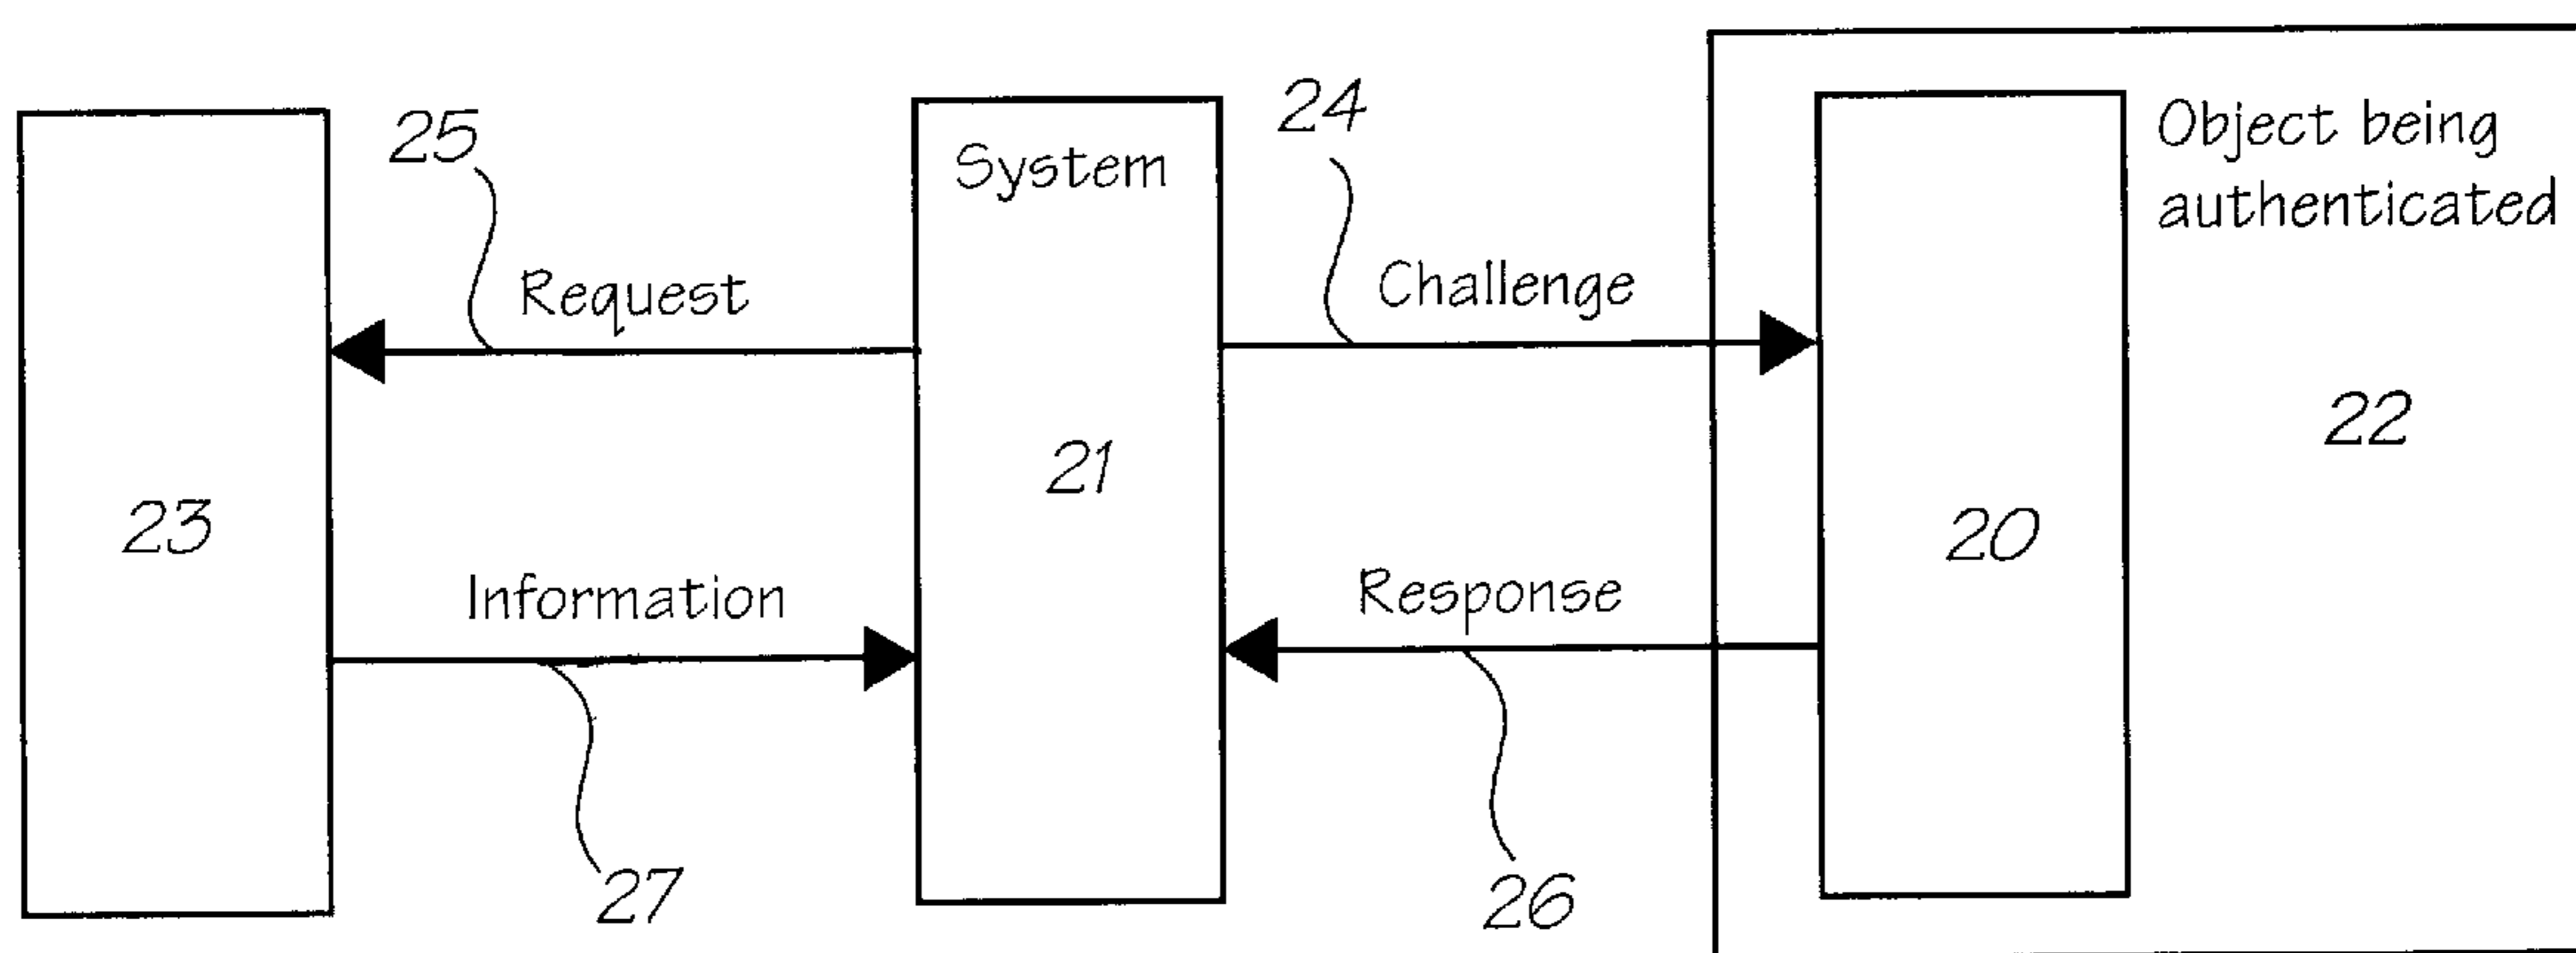 25
System
24
Object being
authenticated
Request
Challenge
22
21
23
20
Information
Response
27
26